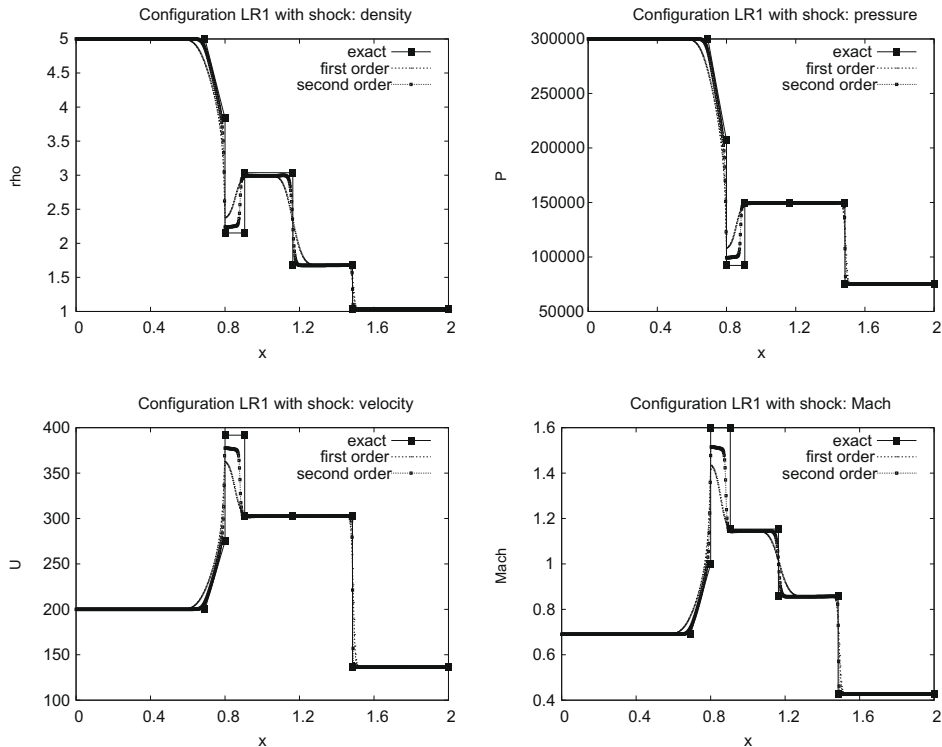 Configuration LR1 with shock: density
5
4.5
4
3.5
3
2.5
2
1.5
1
rho
0
0.4
0.8
1.2
1.6
2
x
exact
first order
second order
Configuration LR1 with shock: pressure
300000
250000
200000
150000
100000
50000
P
0
0.4
0.8
1.2
1.6
2
x
exact
first order
second order
Configuration LR1 with shock: velocity
400
350
300
250
200
150
100
U
0
0.4
0.8
1.2
1.6
2
x
exact
first order
second order
Configuration LR1 with shock: Mach
1.6
1.4
1.2
1
0.8
0.6
0.4
Mach
0
0.4
0.8
1.2
1.6
2
x
exact
first order
second order